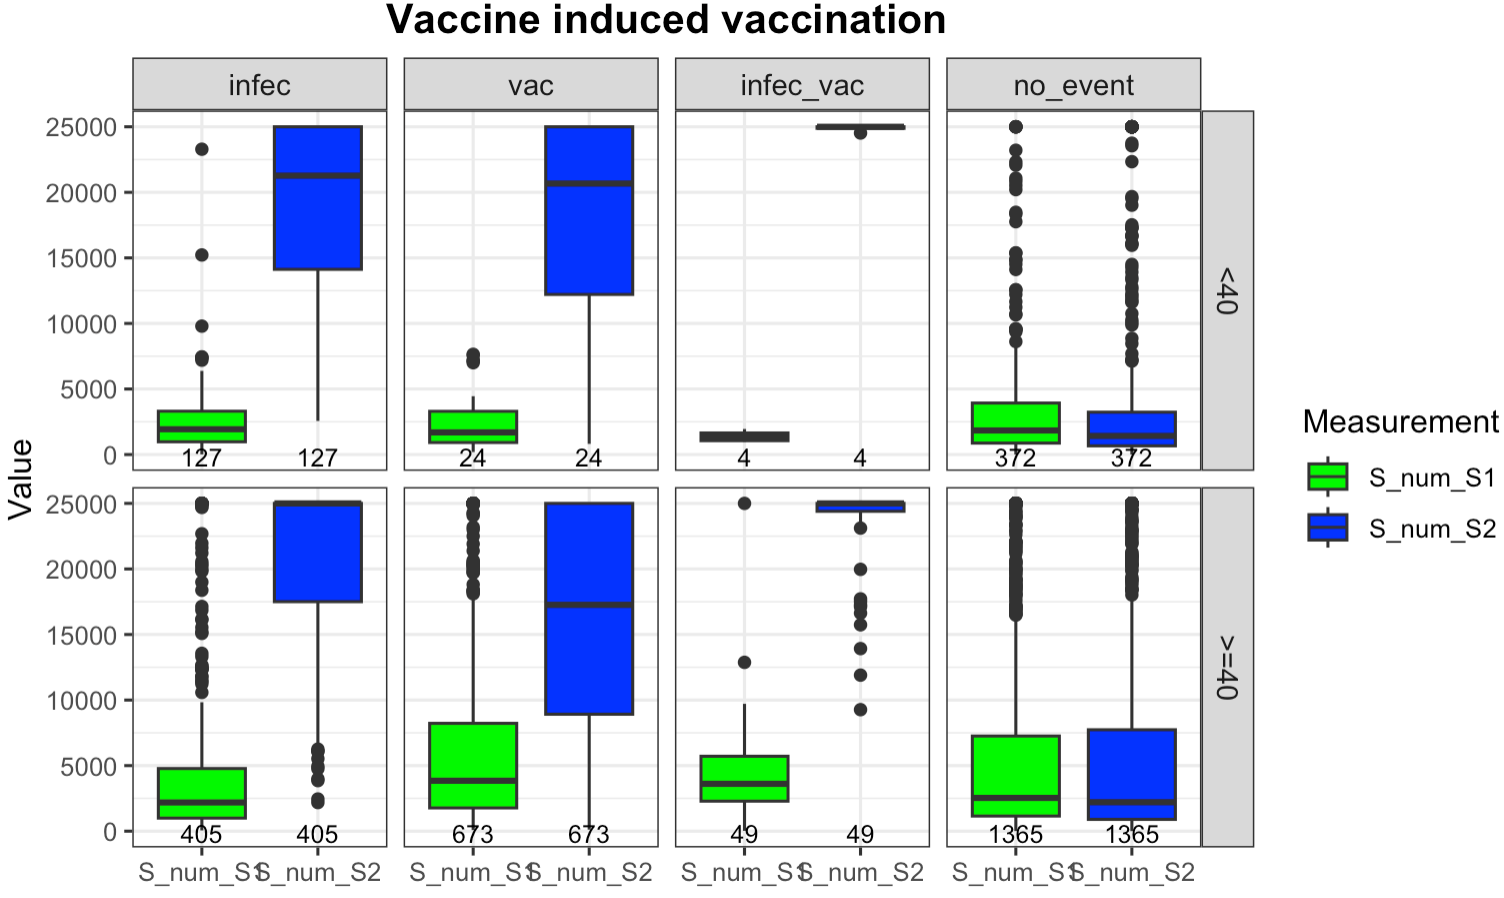 Vaccine induced vaccination
infec
vac
infec_vac
no_event
25000
20000
15000
10000
5000
0
127
127
24
24
4
4
372
372
<40
Value
25000
20000
15000
10000
5000
0
405
405
673
673
49
49
1365
1365
>=40
S_num_S1
S_num_S2
S_num_S1
S_num_S2
S_num_S1
S_num_S2
S_num_S1
S_num_S2
Measurement
S_num_S1
S_num_S2